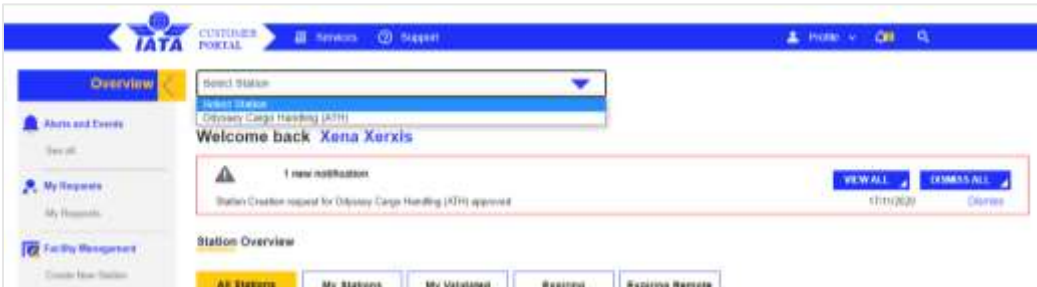 IATA
CUSTOMER PORTAL
Services
Support
Profile
Overview
Select Station
Select Station
Odyssey Cargo Handling (ATH)
Alerts and Events
See all
Welcome back Xena Xerxis
1 new notification
VIEW ALL
DISMISS ALL
Station Creation request for Odyssey Cargo Handling (ATH) approved
17/11/2020
Dismiss
My Requests
My Requests
Facility Management
Create New Station
Station Overview
All Stations
My Stations
My Validated
Expiring
Expiring Remote